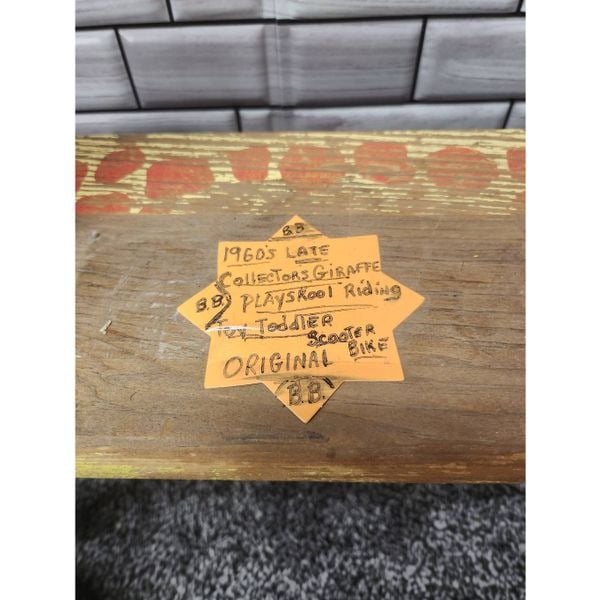 B.B
1960's LATE
COLLECTORS GIRAFFE
B.B. PLAYSKOOL RiDing
Toy ToddlER
SCOOTER
BIKE
ORIGINAL
B.B.